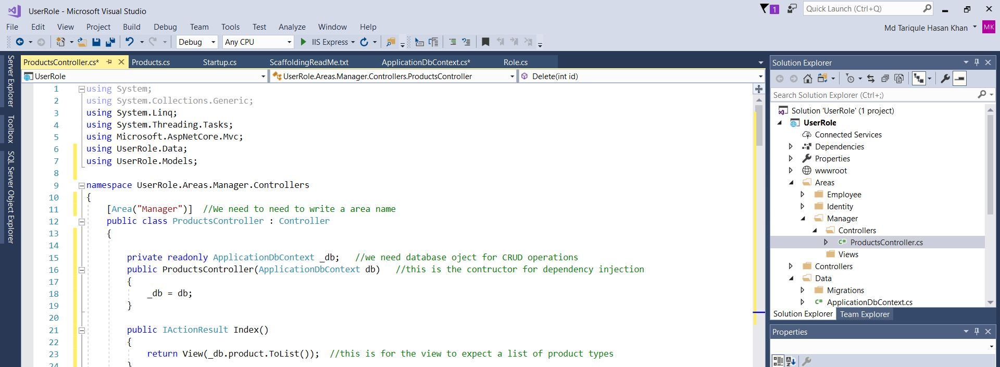 UserRole - Microsoft Visual Studio
1
Quick Launch (Ctrl+Q)
File Edit View Project Build Debug Team Tools Test Analyze Window Help
Md Tariqule Hasan Khan MK
Debug Any CPU IIS Express
Server Explorer
Toolbox
SQL Server Object Explorer
ProductsController.cs* Products.cs Startup.cs ScaffoldingReadMe.txt ApplicationDbContext.cs* Role.cs
UserRole UserRole.Areas.Manager.Controllers.ProductsController Delete(int id)
1 using System;
2 using System.Collections.Generic;
3 using System.Linq;
4 using System.Threading.Tasks;
5 using Microsoft.AspNetCore.Mvc;
6 using UserRole.Data;
7 using UserRole.Models;
8
9 namespace UserRole.Areas.Manager.Controllers
10 {
11 [Area("Manager")] //We need to need to write a area name
12 public class ProductsController : Controller
13 {
14
15 private readonly ApplicationDbContext _db; //we need database oject for CRUD operations
16 public ProductsController(ApplicationDbContext db) //this is the contructor for dependency injection
17 {
18 _db = db;
19 }
20
21 public IActionResult Index()
22 {
23 return View(_db.product.ToList()); //this is for the view to expect a list of product types
24 }
Solution Explorer
Search Solution Explorer (Ctrl+;)
Solution 'UserRole' (1 project)
UserRole
Connected Services
Dependencies
Properties
wwwroot
Areas
Employee
Identity
Manager
Controllers
ProductsController.cs
Views
Controllers
Data
Migrations
ApplicationDbContext.cs
Solution Explorer Team Explorer
Properties